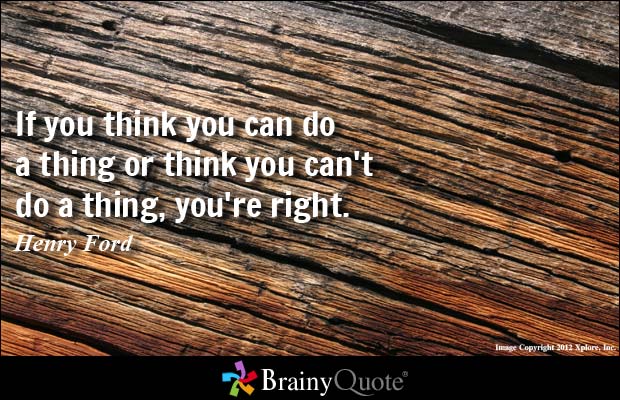 If you think you can do
a thing or think you can't
do a thing, you're right.
Henry Ford
Image Copyright 2012 Xplore, Inc.
BrainyQuote®